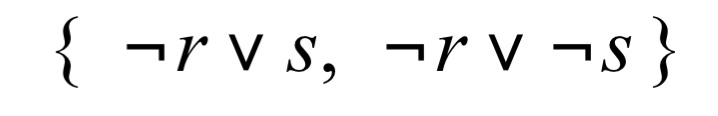 { ¬r ∨ s, ¬r ∨ ¬s }